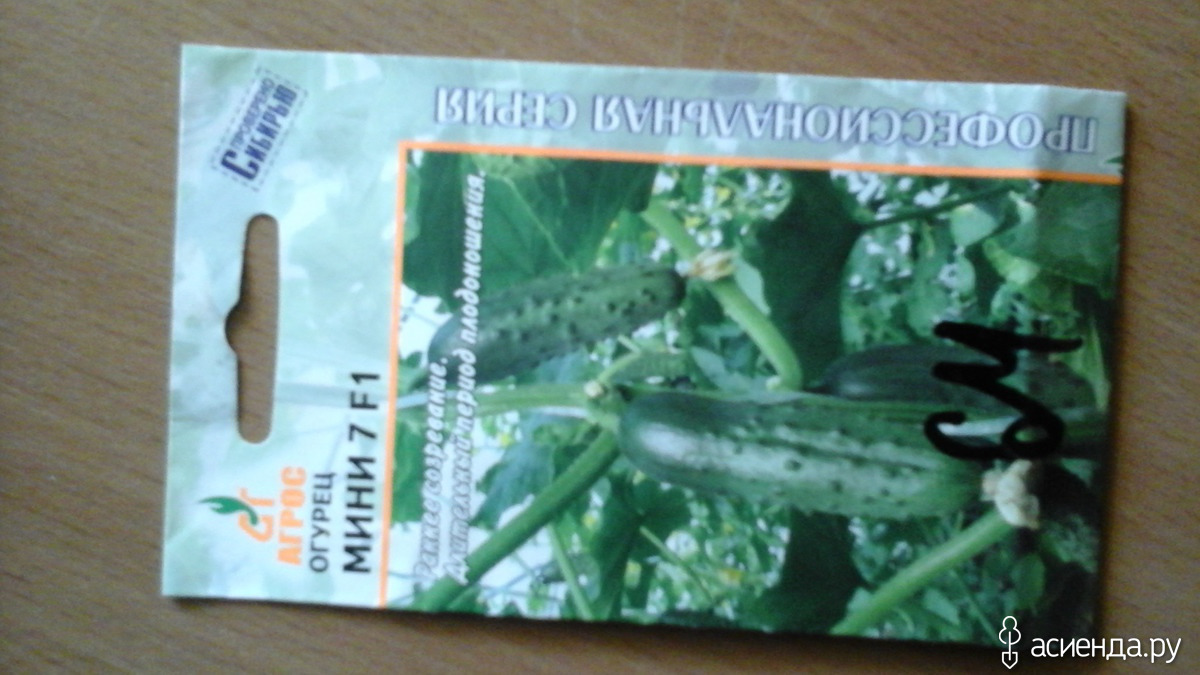 ПРОВЕРЕНО
СИБИРЬЮ
АГРОС
ОГУРЕЦ
МИНИ 7 F1
ПРОФЕССИОНАЛЬНАЯ СЕРИЯ
Раннее созревание.
Длительный период плодоношения.
асиенда.ру